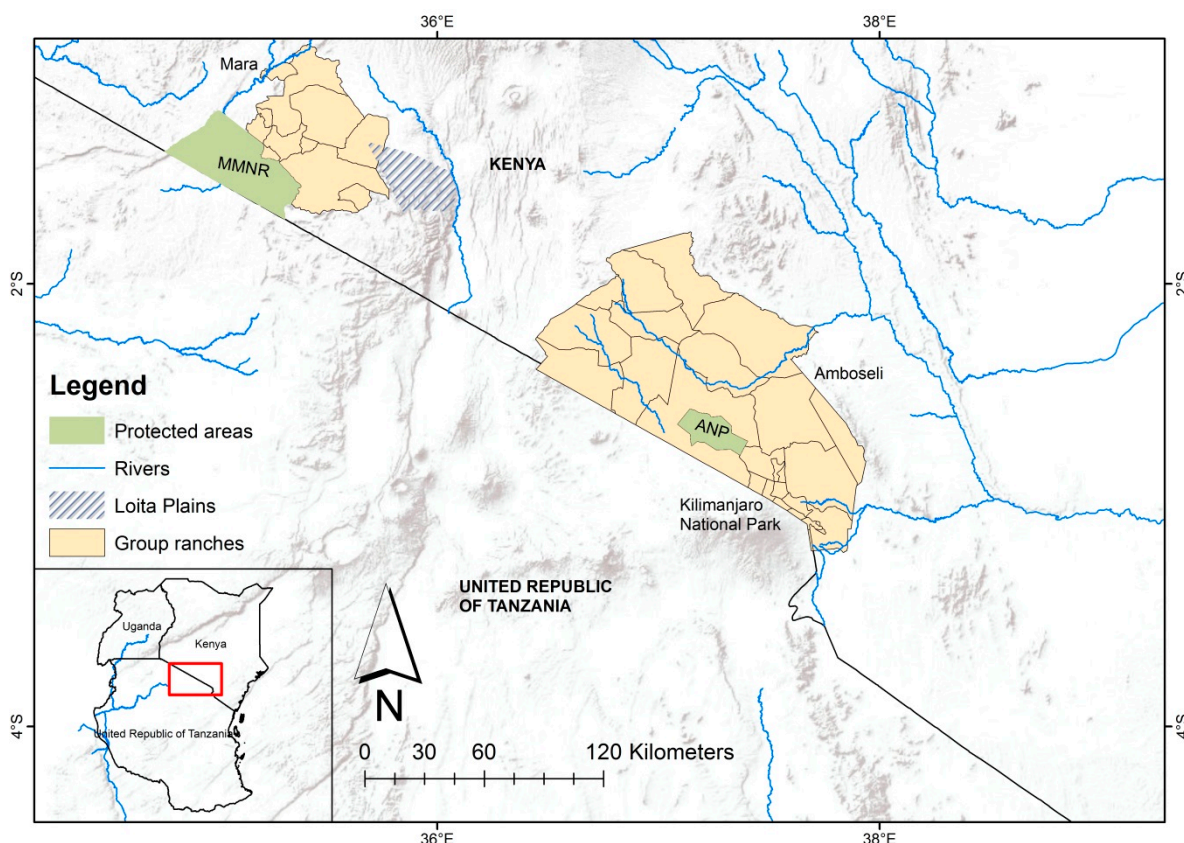 36°E
38°E
Mara
MMNR
KENYA
2°S
2°S
Amboseli
ANP
Kilimanjaro
National Park
UNITED REPUBLIC
OF TANZANIA
Legend
Protected areas
Rivers
Loita Plains
Group ranches
Uganda
Kenya
United Republic of Tanzania
N
0 30 60 120 Kilometers
4°S
4°S
36°E
38°E